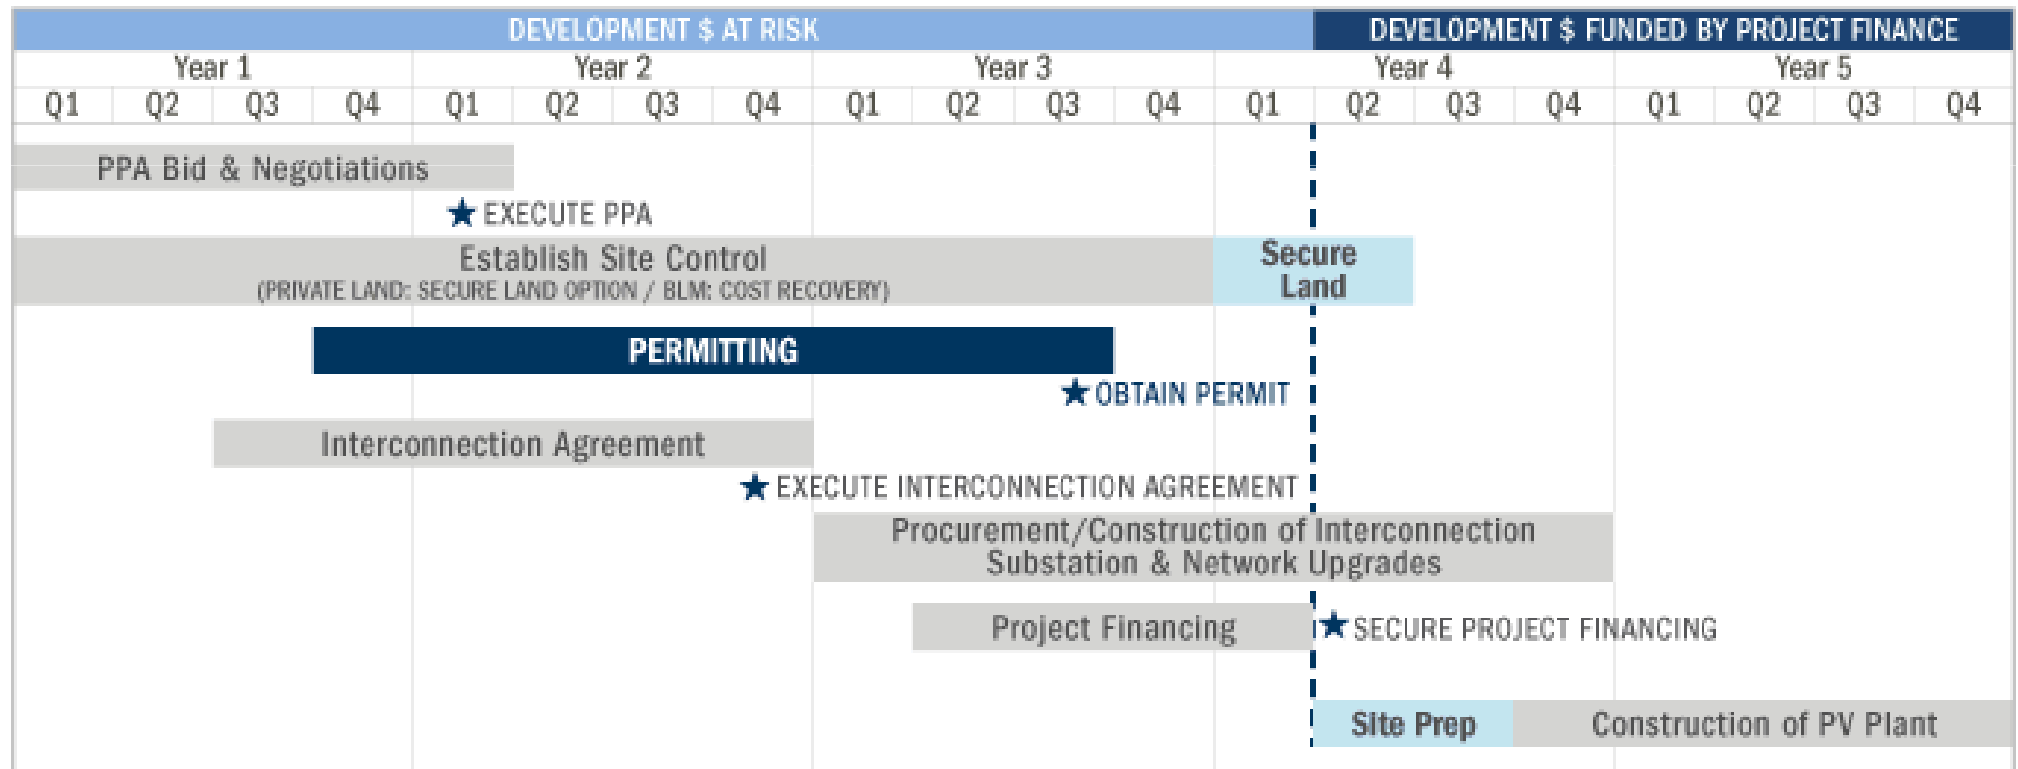 DEVELOPMENT $ AT RISK
DEVELOPMENT $ FUNDED BY PROJECT FINANCE
Year 1 Year 2 Year 3 Year 4 Year 5
Q1 Q2 Q3 Q4 Q1 Q2 Q3 Q4 Q1 Q2 Q3 Q4 Q1 Q2 Q3 Q4 Q1 Q2 Q3 Q4
PPA Bid & Negotiations
EXECUTE PPA
Establish Site Control
(PRIVATE LAND: SECURE LAND OPTION / BLM: COST RECOVERY)
Secure
Land
PERMITTING
OBTAIN PERMIT
Interconnection Agreement
EXECUTE INTERCONNECTION AGREEMENT
Procurement/Construction of Interconnection
Substation & Network Upgrades
Project Financing
SECURE PROJECT FINANCING
Site Prep
Construction of PV Plant